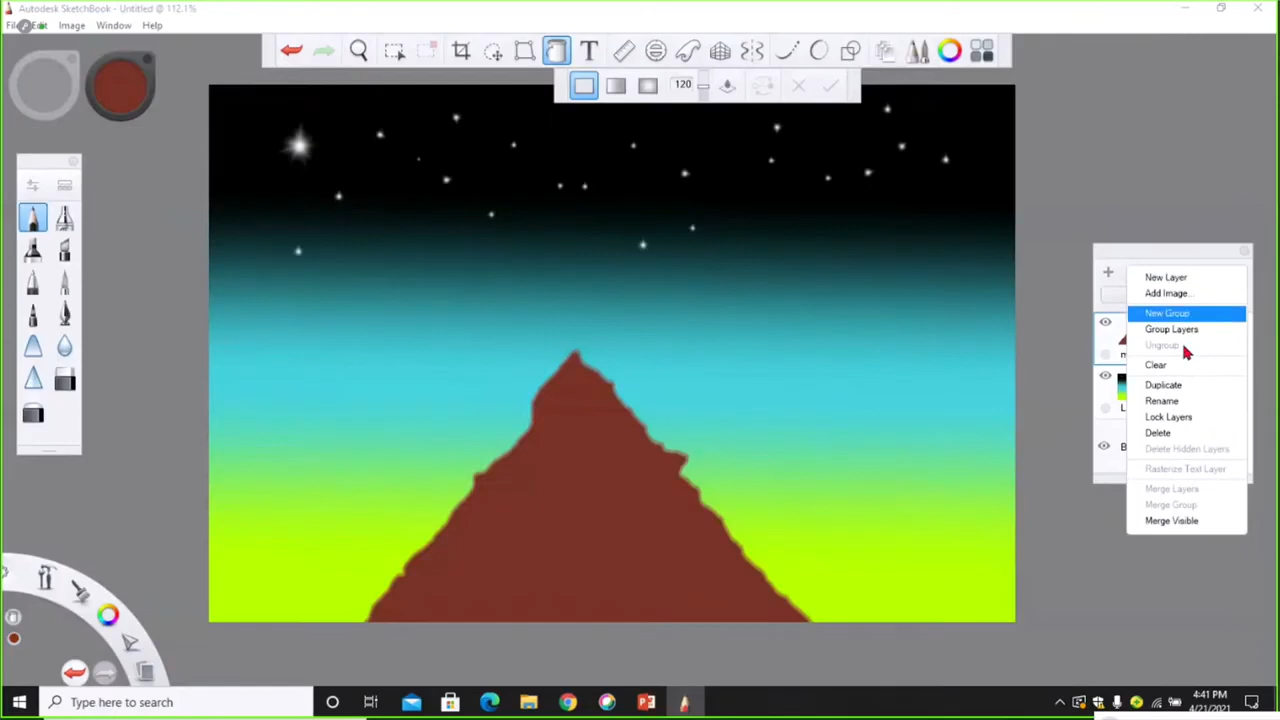 Autodesk SketchBook - Untitled @ 112.1%
Edit Image Window Help
T
120
New Layer
Add Image...
New Group
Group Layers
Ungroup
Clear
Duplicate
Rename
Lock Layers
Delete
Delete Hidden Layers
Rasterize Text Layer
Merge Layers
Merge Group
Merge Visible
m
L
B
Type here to search
4:41 PM
4/21/2021